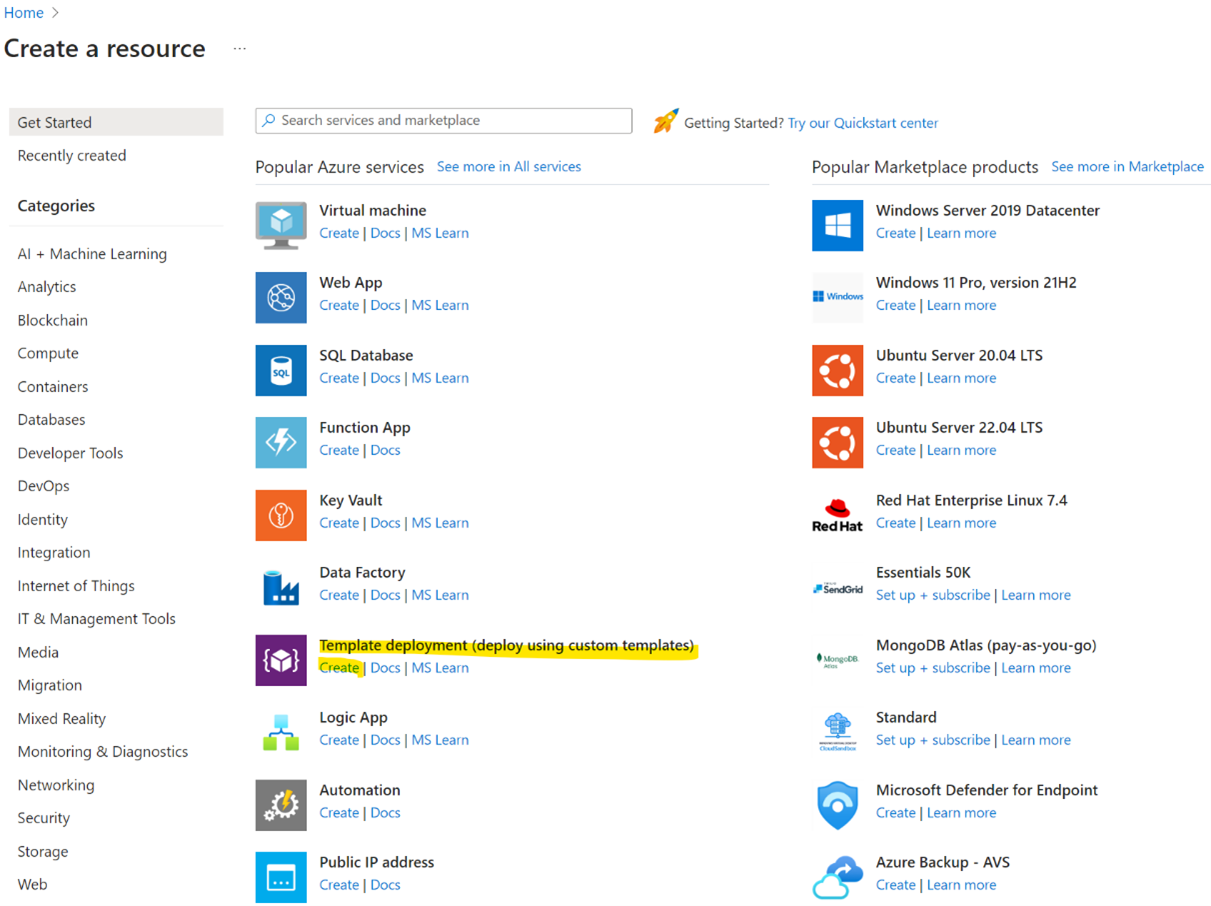 Home >
Create a resource ...
Get Started
Recently created
Categories
AI + Machine Learning
Analytics
Blockchain
Compute
Containers
Databases
Developer Tools
DevOps
Identity
Integration
Internet of Things
IT & Management Tools
Media
Migration
Mixed Reality
Monitoring & Diagnostics
Networking
Security
Storage
Web
Search services and marketplace
Getting Started? Try our Quickstart center
Popular Azure services See more in All services
Virtual machine
Create | Docs | MS Learn
Web App
Create | Docs | MS Learn
SQL
SQL Database
Create | Docs | MS Learn
Function App
Create | Docs
Key Vault
Create | Docs | MS Learn
Data Factory
Create | Docs | MS Learn
Template deployment (deploy using custom templates)
Create | Docs | MS Learn
Logic App
Create | Docs | MS Learn
Automation
Create | Docs
Public IP address
Create | Docs
Popular Marketplace products See more in Marketplace
Windows Server 2019 Datacenter
Create | Learn more
Windows
Windows 11 Pro, version 21H2
Create | Learn more
Ubuntu Server 20.04 LTS
Create | Learn more
Ubuntu Server 22.04 LTS
Create | Learn more
Red Hat
Red Hat Enterprise Linux 7.4
Create | Learn more
SendGrid
Essentials 50K
Set up + subscribe | Learn more
MongoDB.
Atlas
MongoDB Atlas (pay-as-you-go)
Set up + subscribe | Learn more
CloudSandbox
Standard
Set up + subscribe | Learn more
Microsoft Defender for Endpoint
Create | Learn more
Azure Backup - AVS
Create | Learn more